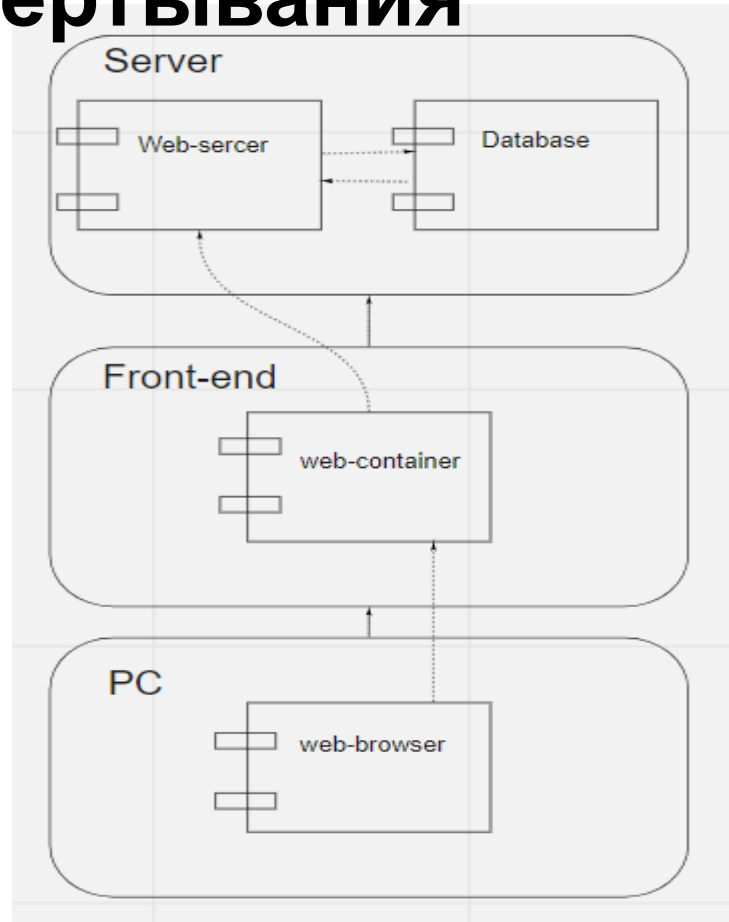 ертывания
Server
Web-sercer
Database
Front-end
web-container
PC
web-browser